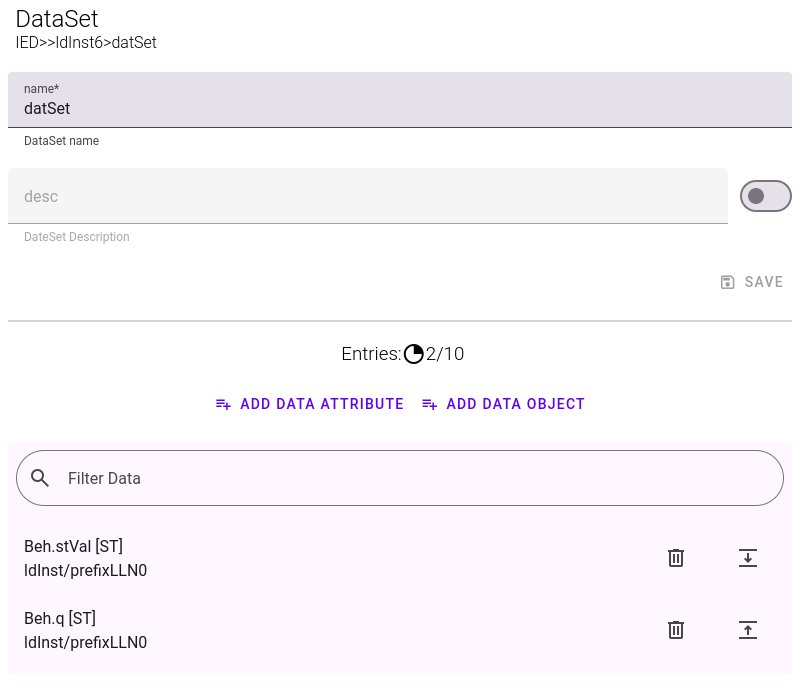 DataSet
IED>>ldInst6>datSet
name*
datSet
DataSet name
desc
DateSet Description
SAVE
Entries: 2/10
ADD DATA ATTRIBUTE ADD DATA OBJECT
Filter Data
Beh.stVal [ST]
ldInst/prefixLLN0
Beh.q [ST]
ldInst/prefixLLN0